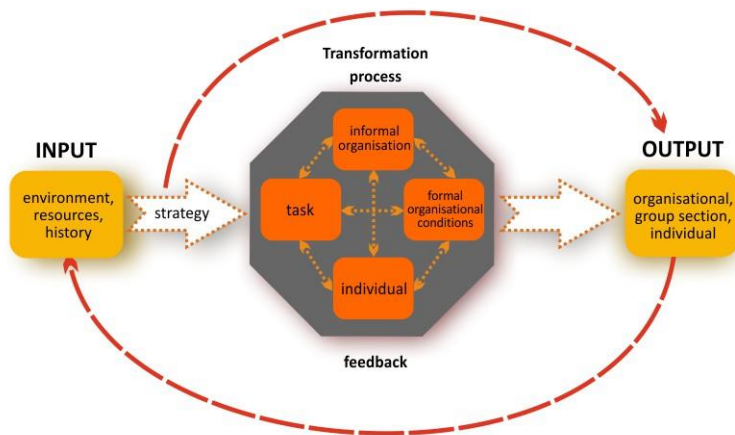 Transformation
process
INPUT
environment,
resources,
history
strategy
informal
organisation
task
formal
organisational
conditions
individual
OUTPUT
organisational,
group section,
individual
feedback